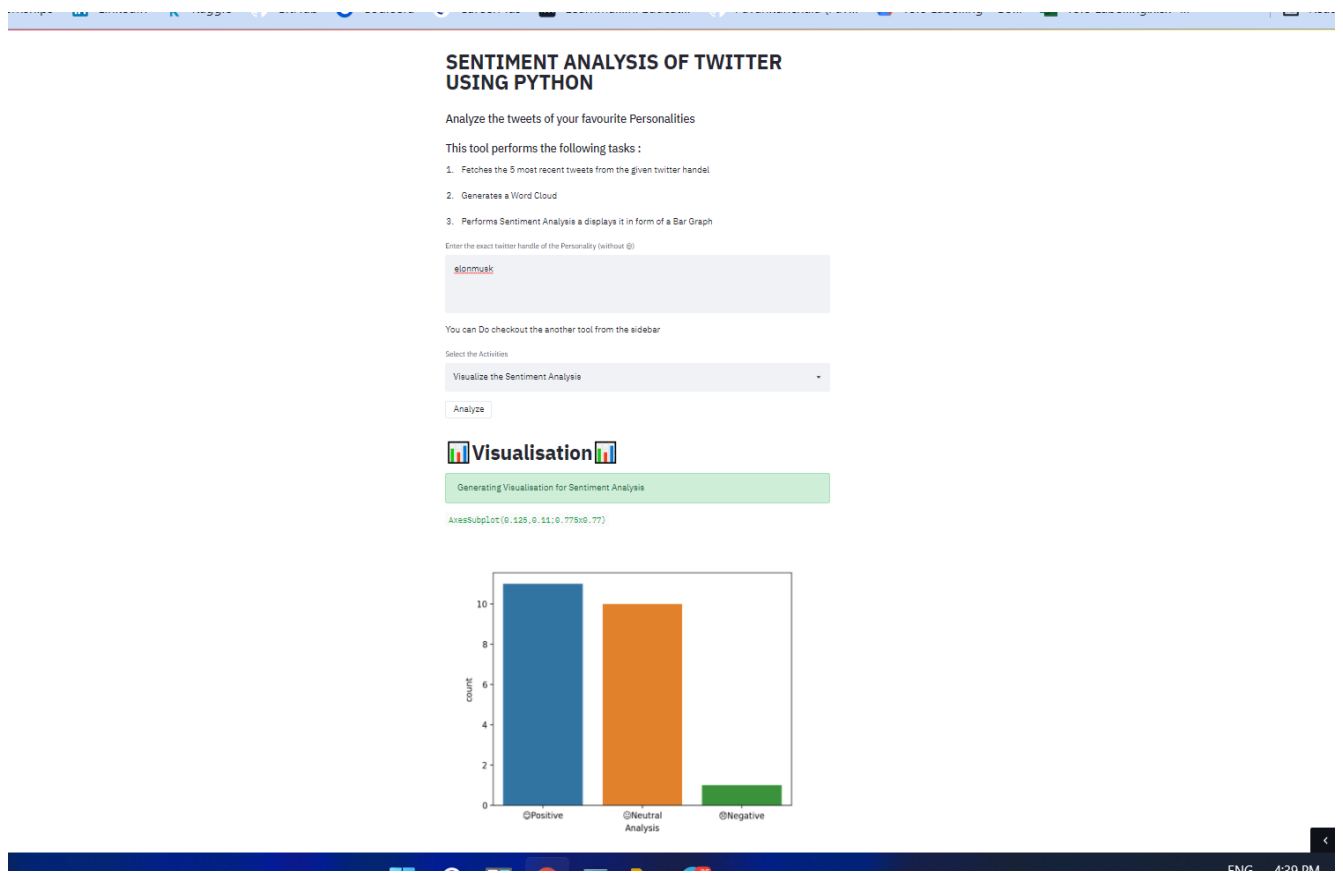 SENTIMENT ANALYSIS OF TWITTER
USING PYTHON
Analyze the tweets of your favourite Personalities
This tool performs the following tasks :
1. Fetches the 5 most recent tweets from the given twitter handel
2. Generates a Word Cloud
3. Performs Sentiment Analysis a displays it in form of a Bar Graph
Enter the exact twitter handle of the Personality (without @)
elonmusk
You can Do checkout the another tool from the sidebar
Select the Activities
Visualize the Sentiment Analysis
Analyze
📊Visualisation📊
Generating Visualisation for Sentiment Analysis
AxesSubplot(0.125,0.11;0.775x0.77)
10
8
6
count
4
2
0
☺Positive ☺Neutral ☹Negative
Analysis
ENG 4:39 PM